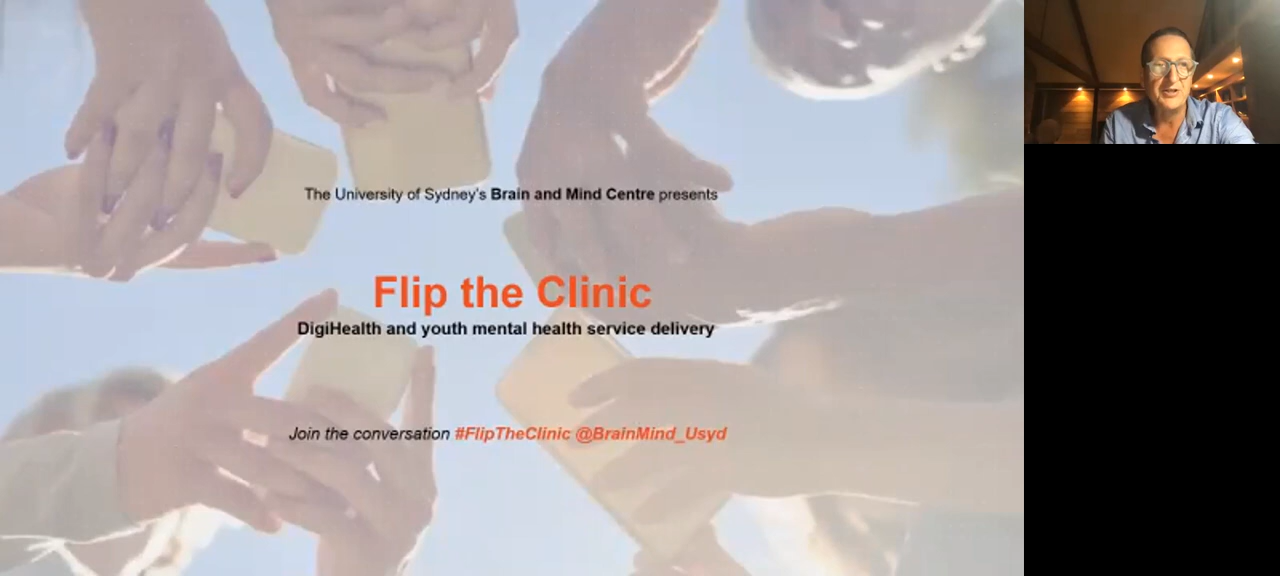 The University of Sydney's Brain and Mind Centre presents
Flip the Clinic
DigiHealth and youth mental health service delivery
Join the conversation #FlipTheClinic @BrainMind_Usyd